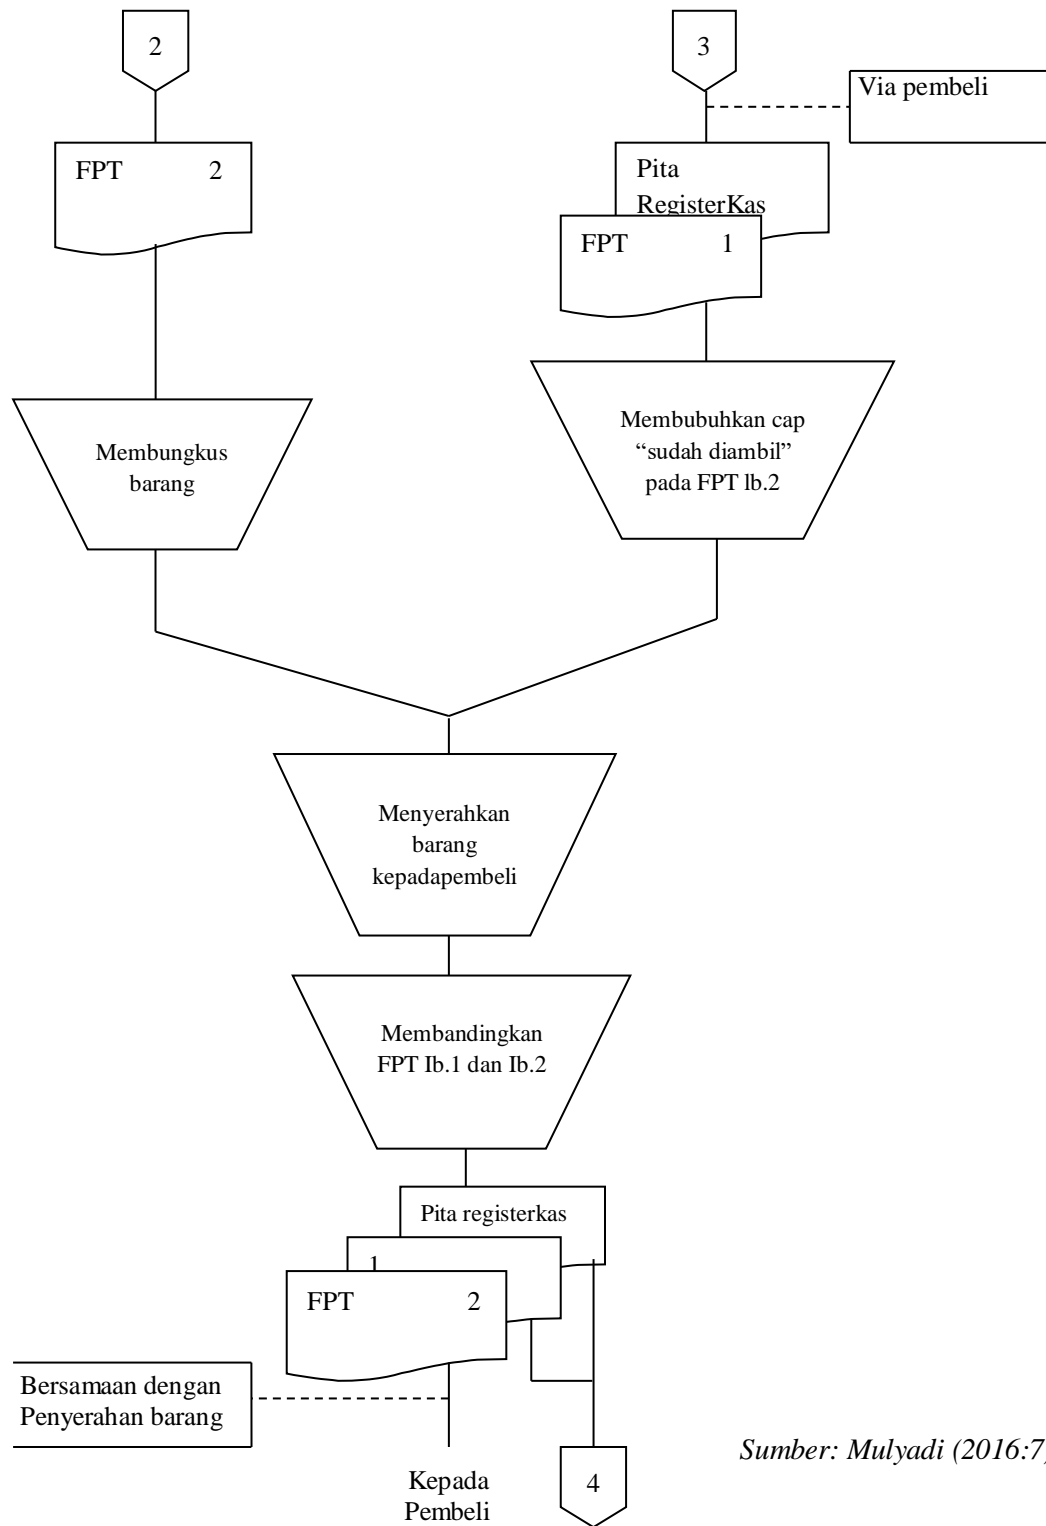 2
3
Via pembeli
FPT 2
Pita
RegisterKas
FPT 1
Membungkus
barang
Membubuhkan cap
“sudah diambil”
pada FPT lb.2
Menyerahkan
barang
kepadapembeli
Membandingkan
FPT Ib.1 dan Ib.2
Pita registerkas
1
FPT 2
Bersamaan dengan
Penyerahan barang
Kepada
Pembeli
4
Sumber: Mulyadi (2016:7)